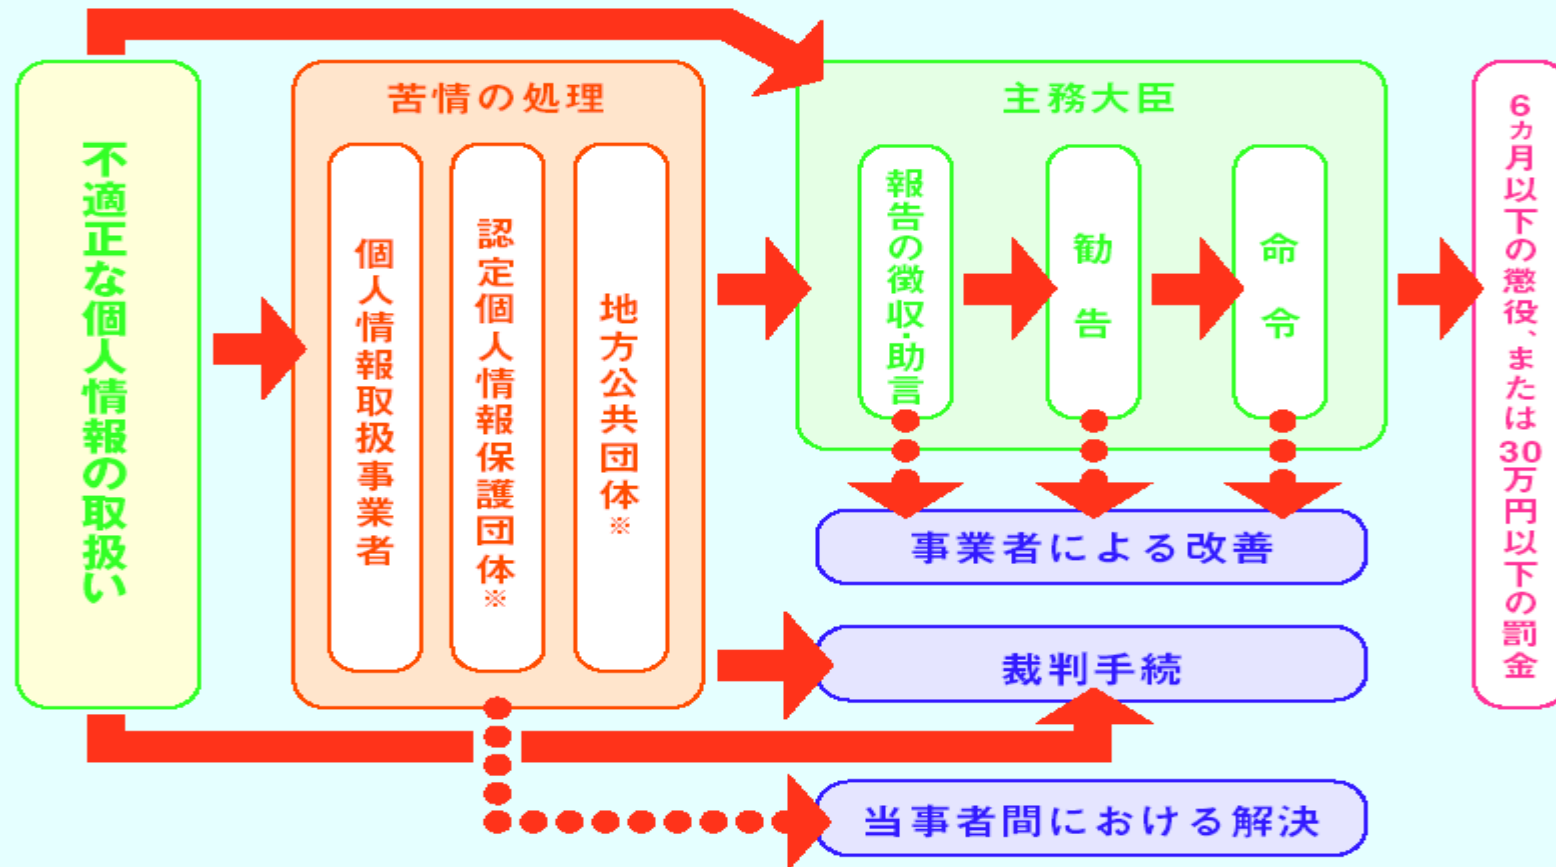 不適正な個人情報の取扱い
苦情の処理
個人情報取扱事業者
認定個人情報保護団体※
地方公共団体※
主務大臣
報告の徴収・助言
勧告
命令
事業者による改善
裁判手続
当事者間における解決
6ヵ月以下の懲役、または30万円以下の罰金